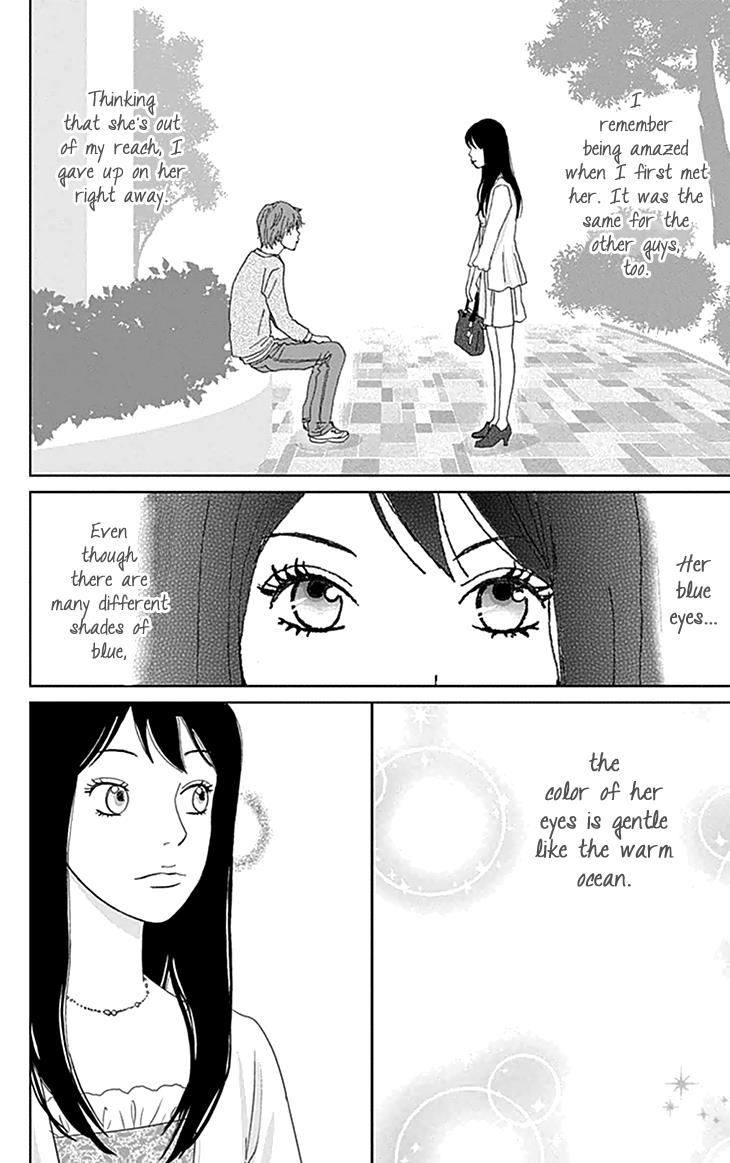 I
remember
being amazed
when I first met
her. It was the
same for the
other guys,
too.
Thinking
that she's out
of my reach, I
gave up on her
right away.
Her
blue
eyes...
Even
though
there are
many different
shades of
blue,
the
color of her
eyes is gentle
like the warm
ocean.